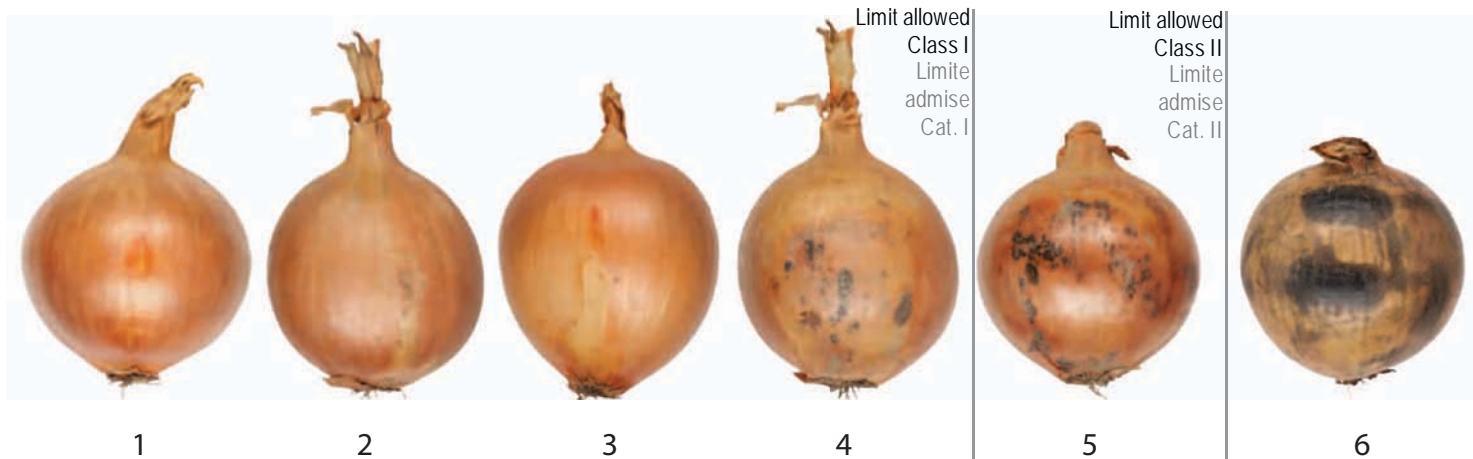 Limit allowed
Class I
Limite
admise
Cat. I
Limit allowed
Class II
Limite
admise
Cat. II
1
2
3
4
5
6